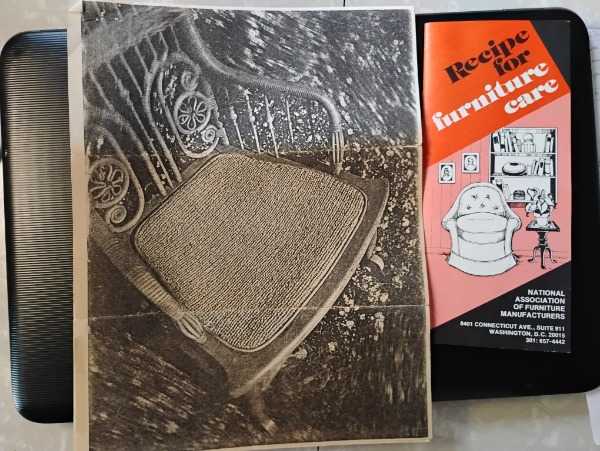 Recipe
for
furniture
care
NATIONAL
ASSOCIATION
OF FURNITURE
MANUFACTURERS
8401 CONNECTICUT AVE., SUITE 911
WASHINGTON, D.C. 20015
301: 657-4442